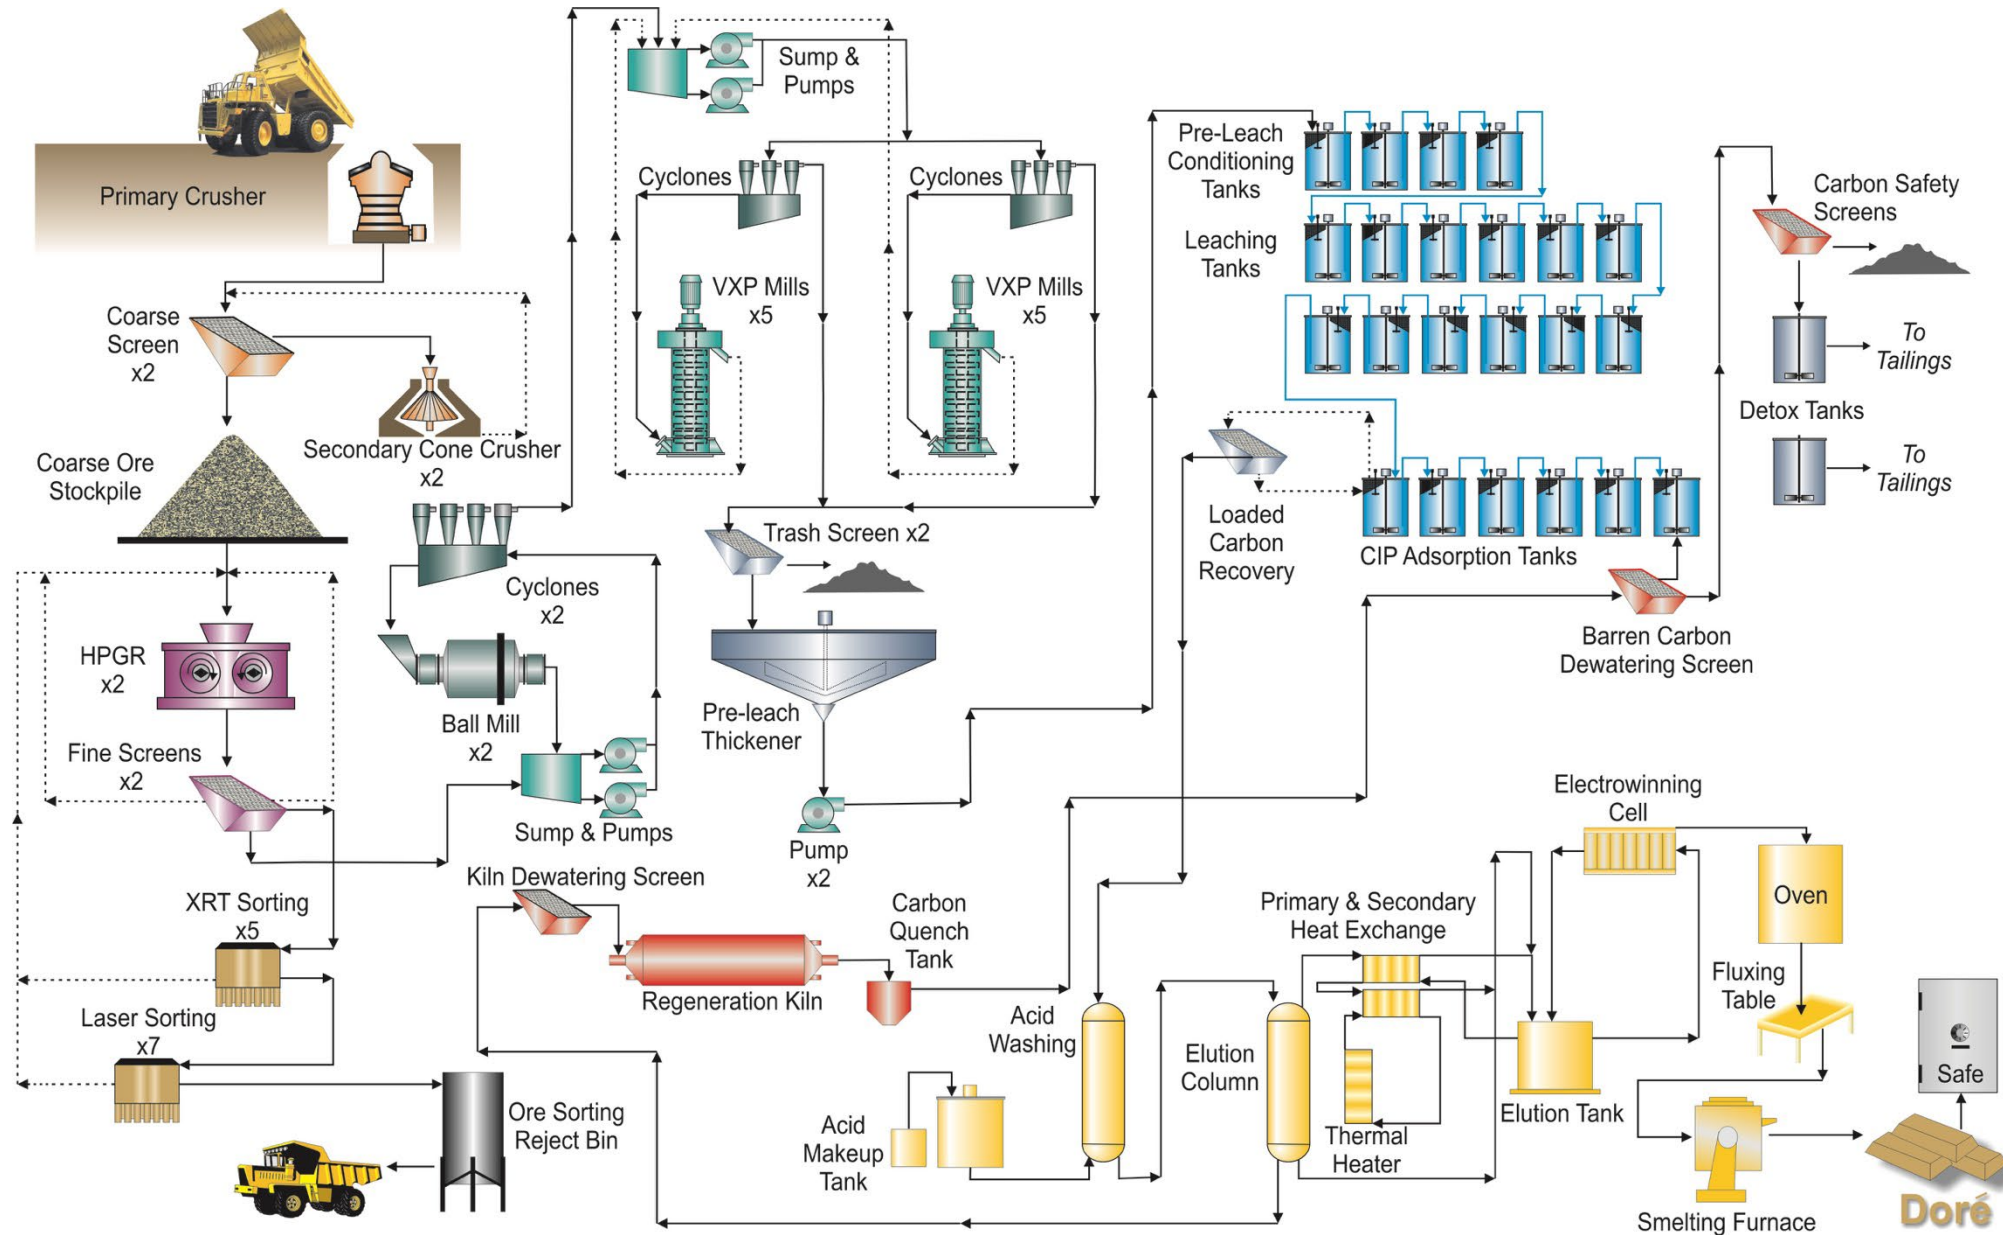 Primary Crusher
Coarse
Screen
x2
Secondary Cone Crusher
x2
Coarse Ore
Stockpile
HPGR
x2
Fine Screens
x2
XRT Sorting
x5
Laser Sorting
x7
Ore Sorting
Reject Bin
Cyclones
x2
Ball Mill
x2
Sump & Pumps
Sump &
Pumps
Cyclones
Cyclones
VXP Mills
x5
VXP Mills
x5
Trash Screen x2
Pre-leach
Thickener
Pump
x2
Pre-Leach
Conditioning
Tanks
Leaching
Tanks
Loaded
Carbon
Recovery
CIP Adsorption Tanks
Barren Carbon
Dewatering Screen
Carbon Safety
Screens
To
Tailings
Detox Tanks
To
Tailings
Kiln Dewatering Screen
Regeneration Kiln
Carbon
Quench
Tank
Acid
Washing
Acid
Makeup
Tank
Elution
Column
Primary & Secondary
Heat Exchange
Thermal
Heater
Elution Tank
Electrowinning
Cell
Oven
Fluxing
Table
Smelting Furnace
Safe
Doré